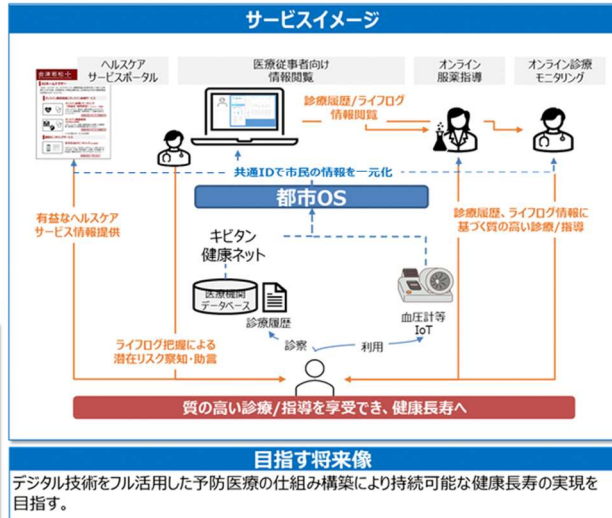 サービスイメージ
ヘルスケア
サービスポータル
医療従事者向け
情報閲覧
オンライン
服薬指導
オンライン診療
モニタリング
会津若松+
診療履歴/ライフログ
情報閲覧
共通IDで市民の情報を一元化
都市OS
有益なヘルスケア
サービス情報提供
診療履歴、ライフログ情報に
基づく質の高い診療/指導
キビタン
健康ネット
医療機関
データベース
診療履歴
血圧計等
IoT
ライフログ把握による
潜在リスク察知・助言
診察
利用
質の高い診療/指導を享受でき、健康長寿へ
目指す将来像
デジタル技術をフル活用した予防医療の仕組み構築により持続可能な健康長寿の実現を
目指す。